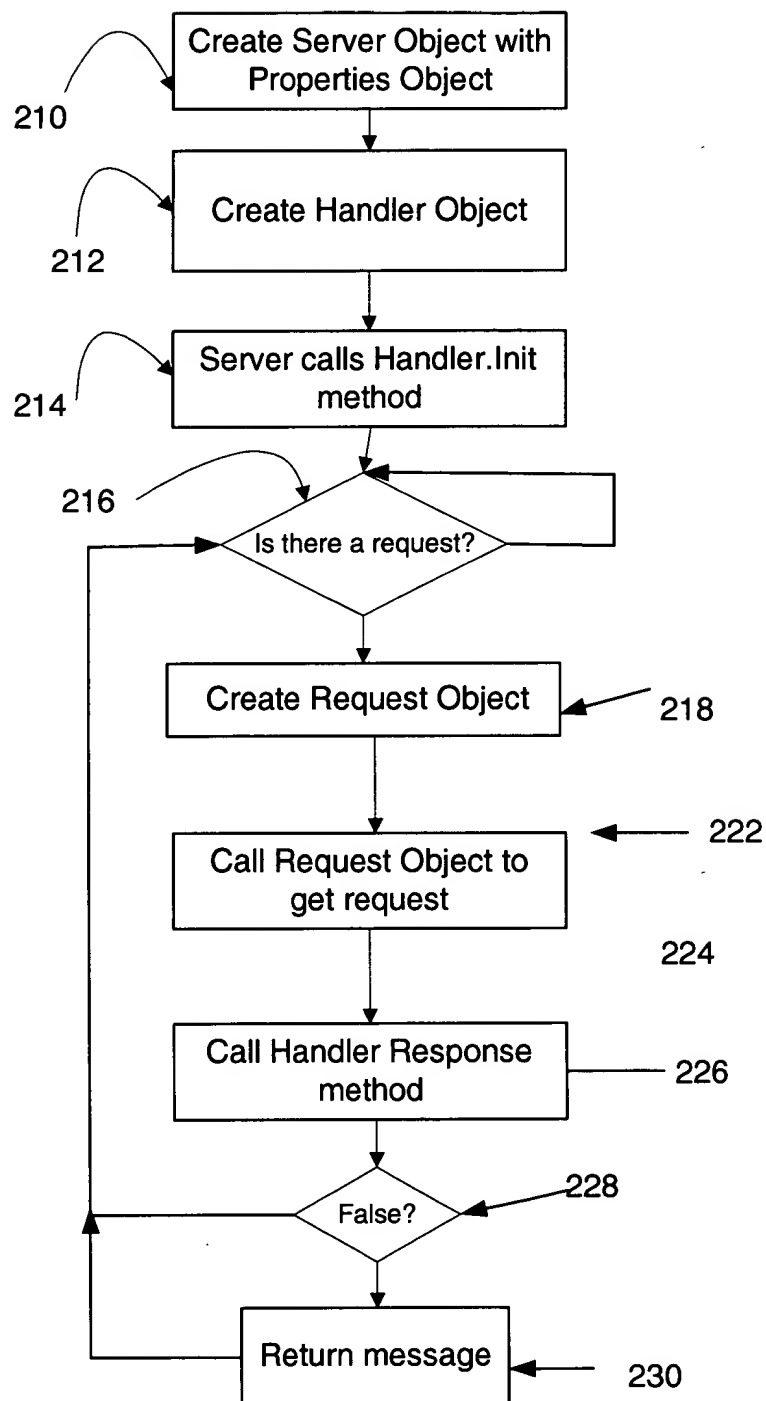 Create Server Object with
Properties Object
210
Create Handler Object
212
Server calls Handler.Init
method
214
216
Is there a request?
Create Request Object
218
222
Call Request Object to
get request
224
Call Handler Response
method
226
228
False?
Return message
230